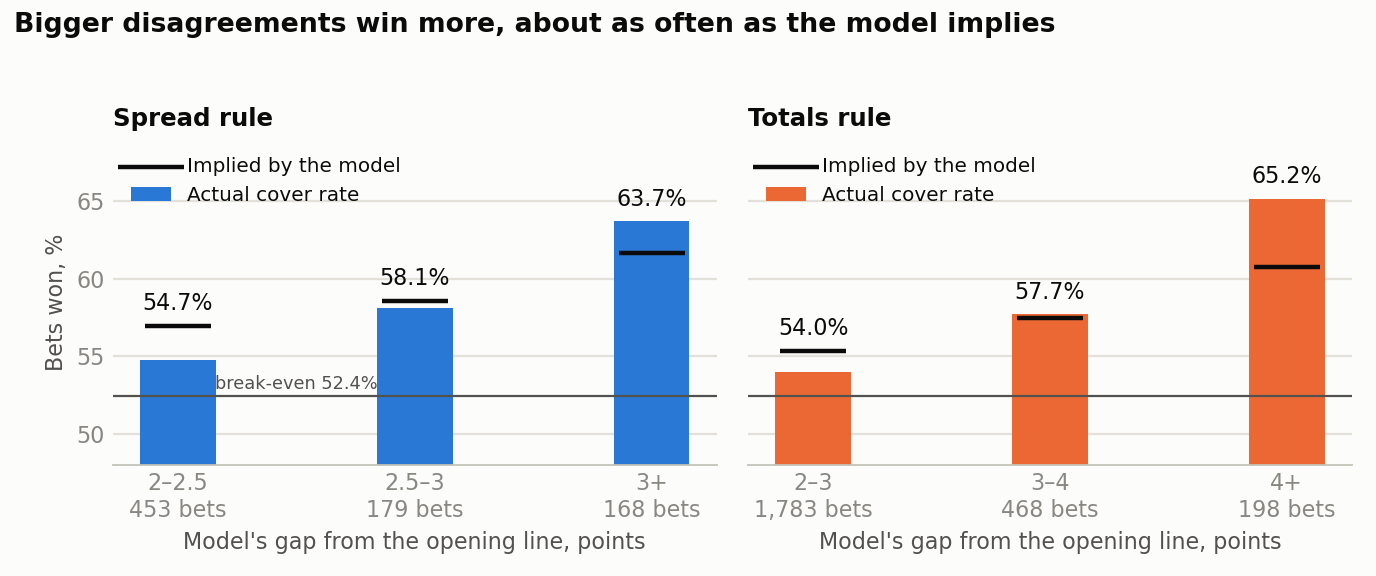 Bigger disagreements win more, about as often as the model implies
Spread rule
Implied by the model
Actual cover rate
Bets won, %
65
60
55
50
54.7%
58.1%
63.7%
break-even 52.4%
2–2.5
453 bets
2.5–3
179 bets
3+
168 bets
Model's gap from the opening line, points
Totals rule
Implied by the model
Actual cover rate
54.0%
57.7%
65.2%
2–3
1,783 bets
3–4
468 bets
4+
198 bets
Model's gap from the opening line, points